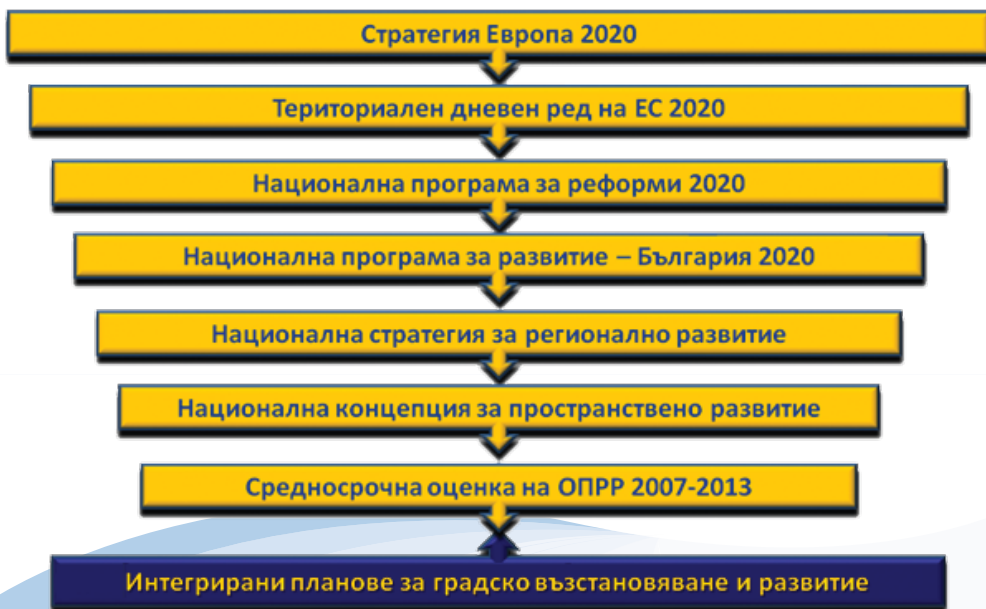 Стратегия Европа 2020
Териториален дневен ред на ЕС 2020
Национална програма за реформи 2020
Национална програма за развитие – България 2020
Национална стратегия за регионално развитие
Национална концепция за пространствено развитие
Средносрочна оценка на ОПРР 2007-2013
Интегрирани планове за градско възстановяване и развитие